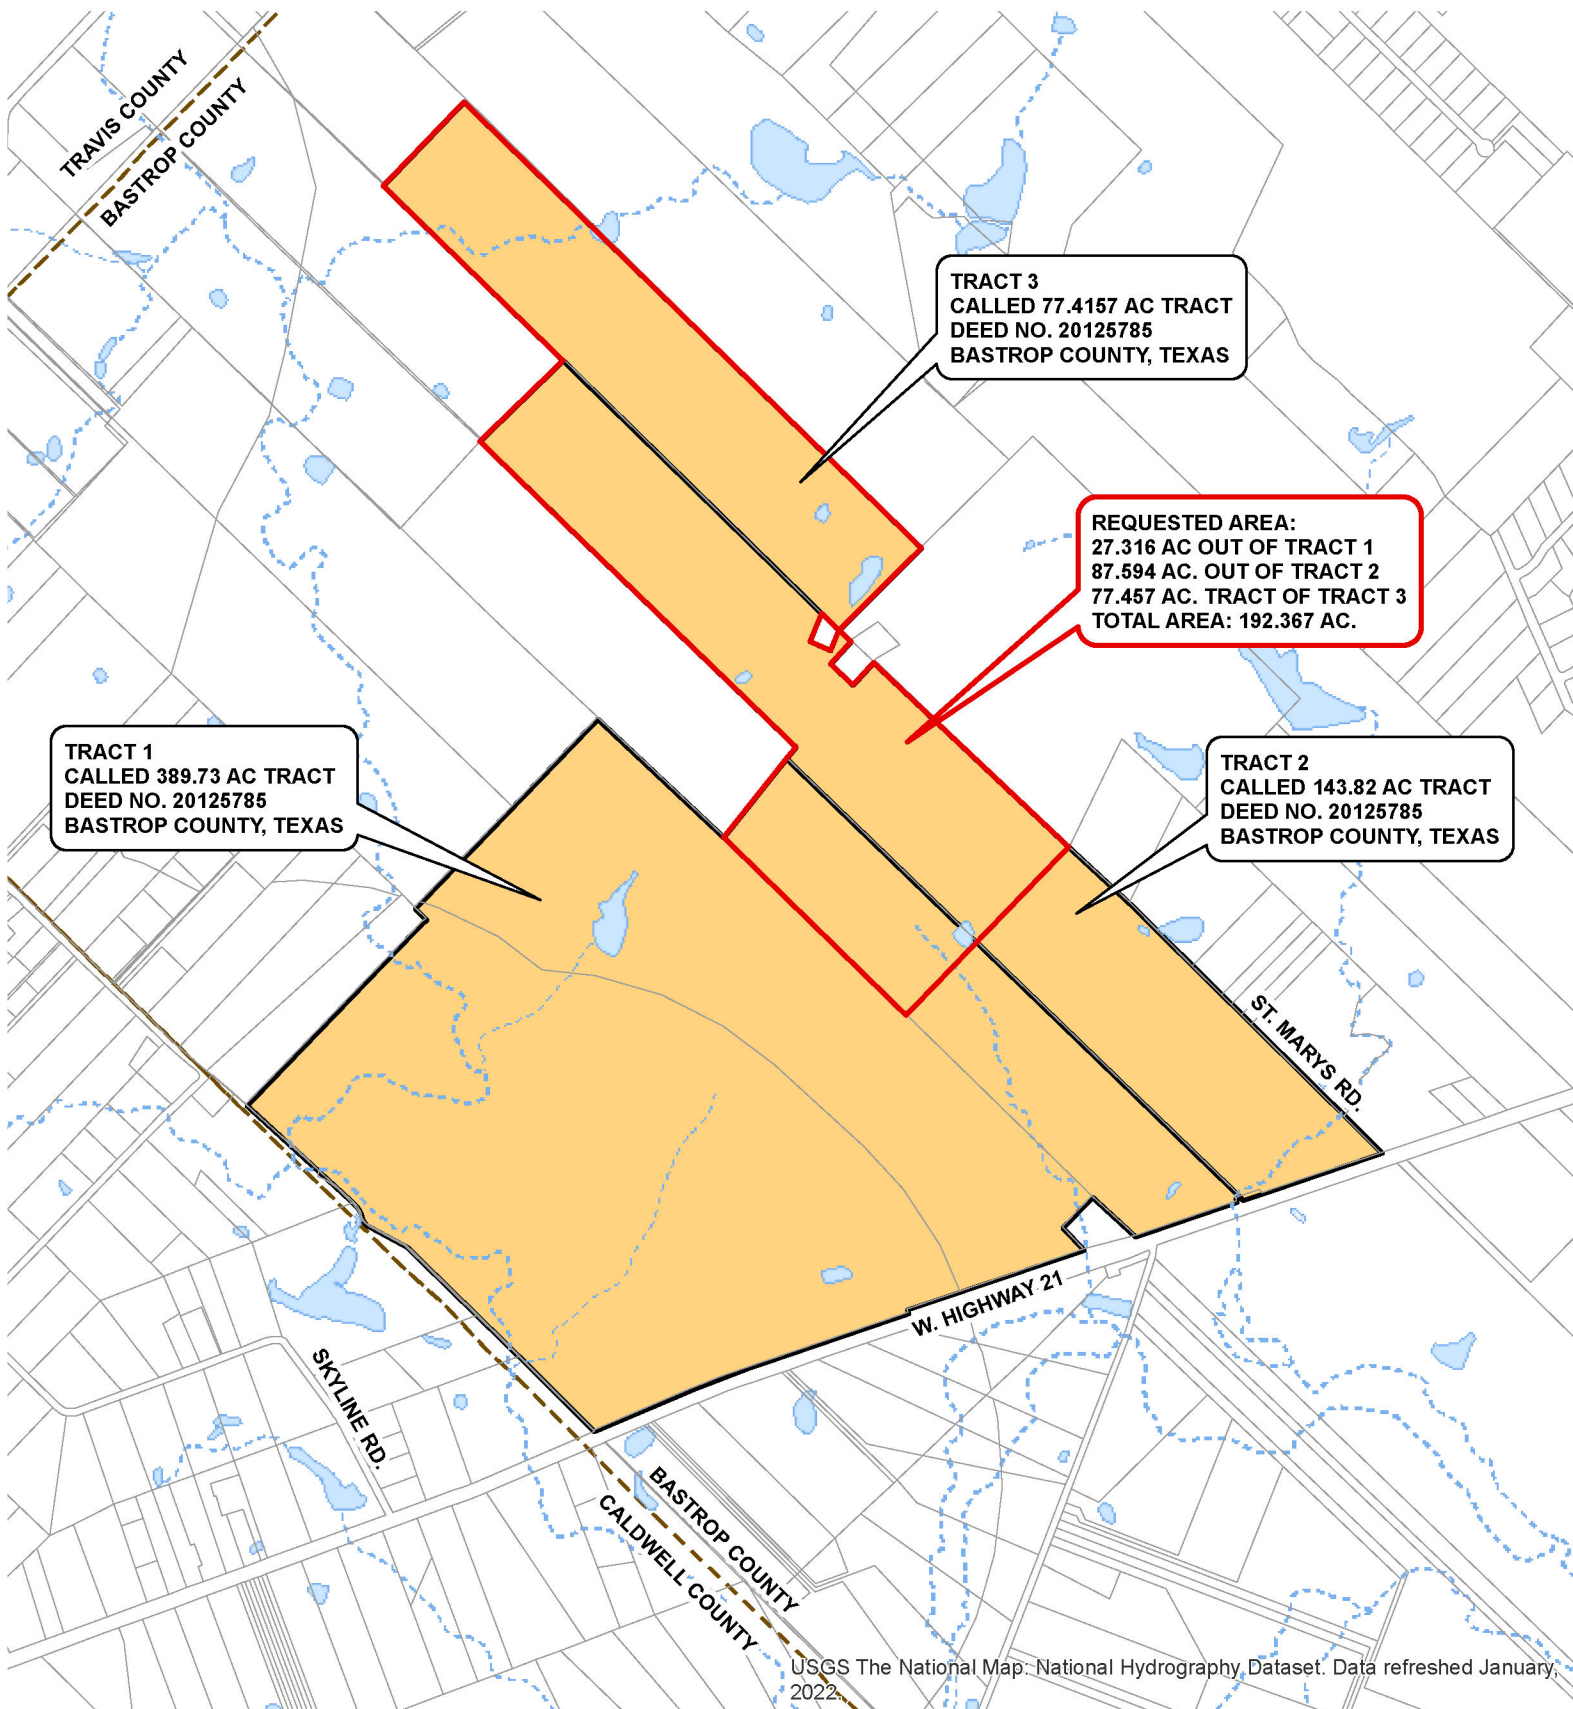 TRAVIS COUNTY
BASTROP COUNTY
TRACT 3
CALLED 77.4157 AC TRACT
DEED NO. 20125785
BASTROP COUNTY, TEXAS
REQUESTED AREA:
27.316 AC OUT OF TRACT 1
87.594 AC. OUT OF TRACT 2
77.457 AC. TRACT OF TRACT 3
TOTAL AREA: 192.367 AC.
TRACT 1
CALLED 389.73 AC TRACT
DEED NO. 20125785
BASTROP COUNTY, TEXAS
TRACT 2
CALLED 143.82 AC TRACT
DEED NO. 20125785
BASTROP COUNTY, TEXAS
ST. MARYS RD.
W. HIGHWAY 21
SKYLINE RD.
BASTROP COUNTY
CALDWELL COUNTY
USGS The National Map: National Hydrography Dataset. Data refreshed January,
2022.